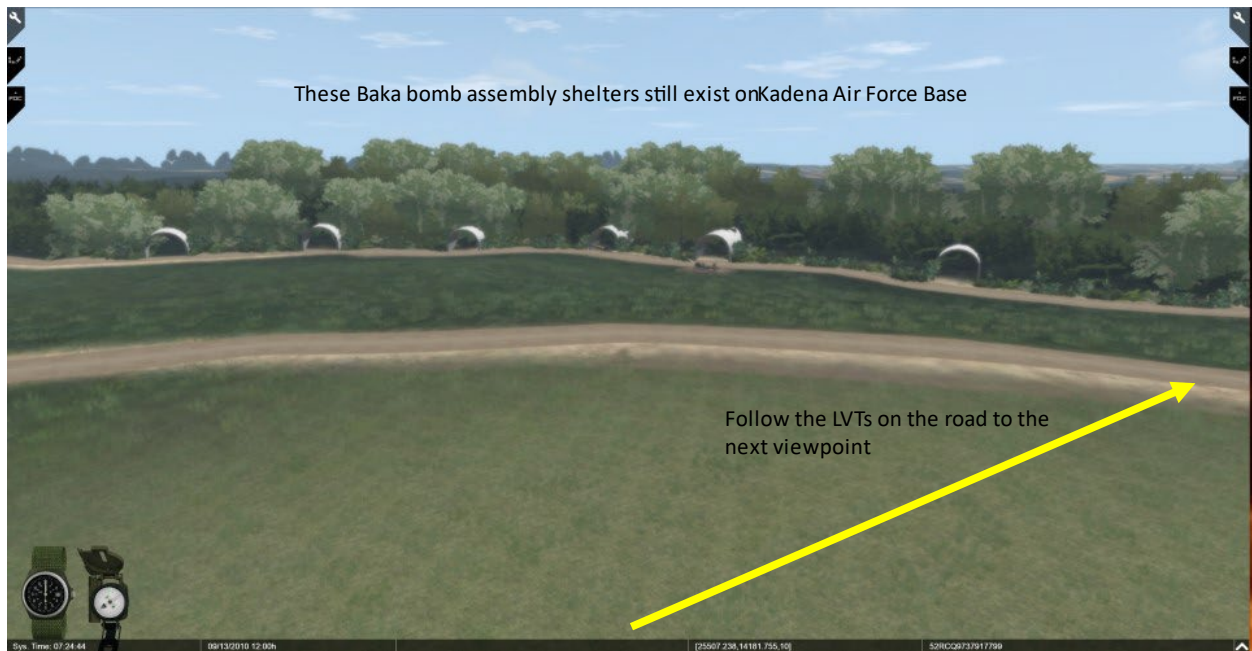 These Baka bomb assembly shelters still exist onKadena Air Force Base
Follow the LVTs on the road to the
next viewpoint
Sys. Time: 07:24:44
09/13/2010 12:00h
[25507.238,14181.755,10]
52RCQ9737917799